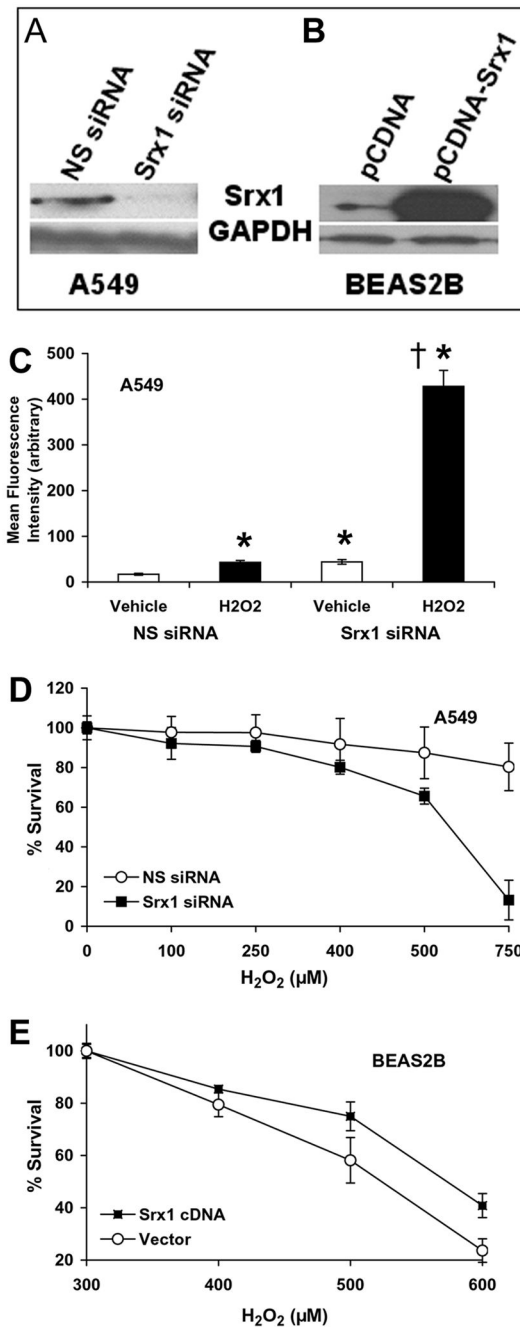 A
NS siRNA
Srx1 siRNA
B
pCDNA
pCDNA-Srx1
Srx1
GAPDH
A549
BEAS2B
C
A549
Mean Fluorescence
Intensity (arbitrary)
500
400
300
200
100
0
*
*
† *
Vehicle
H2O2
Vehicle
H2O2
NS siRNA
Srx1 siRNA
D
A549
% Survival
120
100
80
60
40
20
0
NS siRNA
Srx1 siRNA
0
100
250
400
500
750
H₂O₂ (µM)
E
BEAS2B
% Survival
100
80
60
40
20
Srx1 cDNA
Vector
300
400
500
600
H₂O₂ (µM)